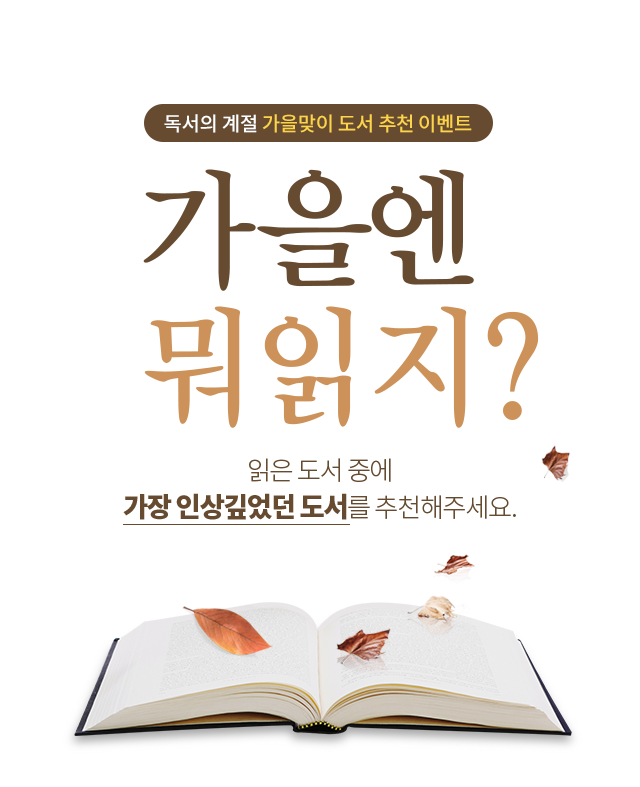 독서의 계절 가을맞이 도서 추천 이벤트
가을엔
뭐읽지?
읽은 도서 중에
가장 인상깊었던 도서를 추천해주세요.